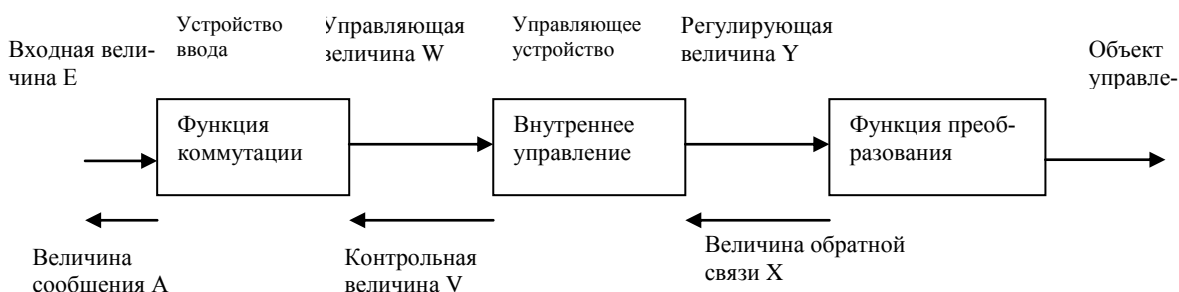 Входная вели-
чина E
Устройство
ввода
Управляющая
величина W
Управляющее
устройство
Регулирующая
величина Y
Объект
управле-
Функция
коммутации
Внутреннее
управление
Функция преоб-
разования
Величина
сообщения A
Контрольная
величина V
Величина обратной
связи X